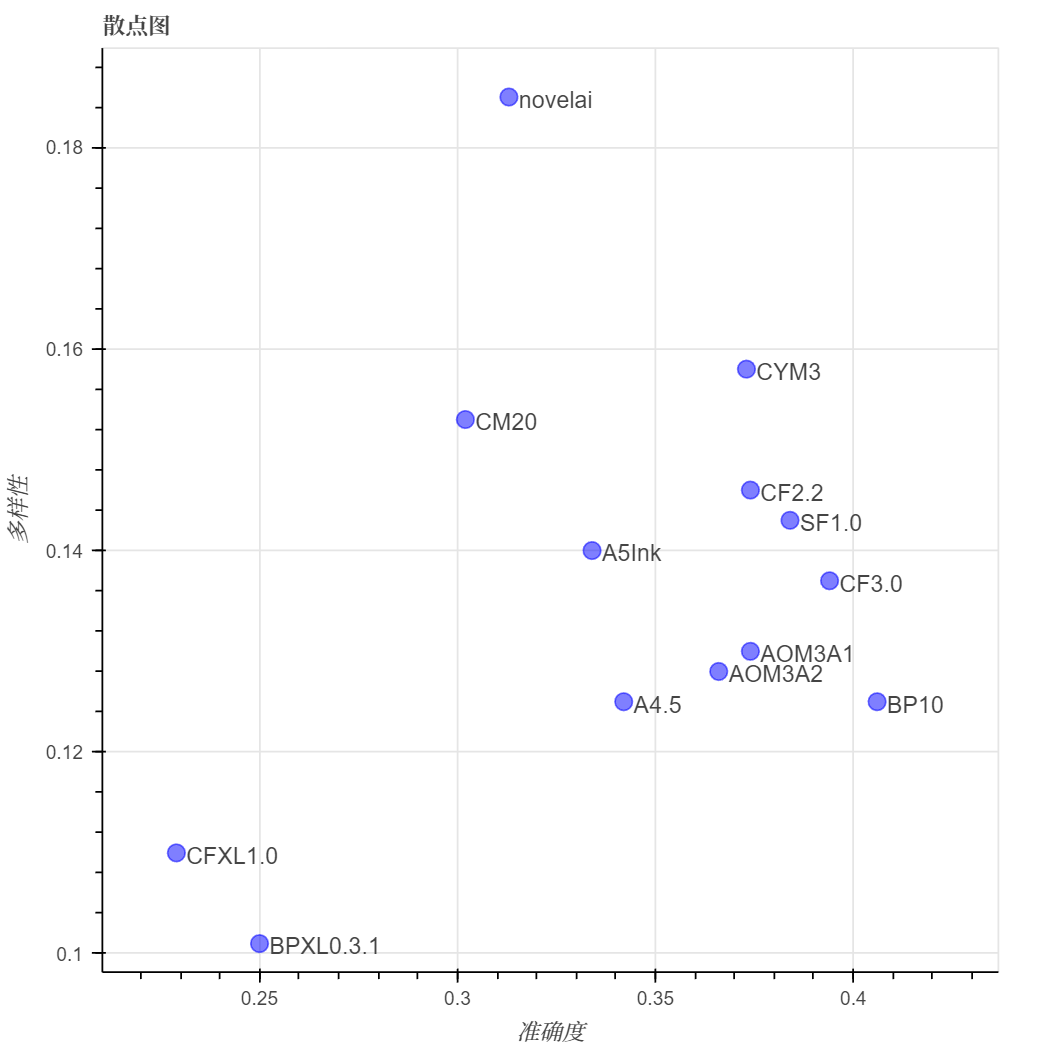 散点图
novelai
0.18
0.16
CYM3
CM20
CF2.2
SF1.0
多样性
0.14
A5Ink
CF3.0
AOM3A1
AOM3A2
A4.5
BP10
0.12
CFXL1.0
BPXL0.3.1
0.1
0.25
0.3
0.35
0.4
准确度